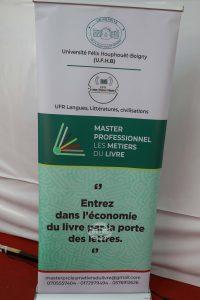 Université Félix Houphouët-Boigny
(U.F.H.B)
UFR Langues, Littératures, civilisations
MASTER
PROFESSIONNEL
LES METIERS
DU LIVRE
Entrez
dans l'économie
du livre par la porte
des lettres.